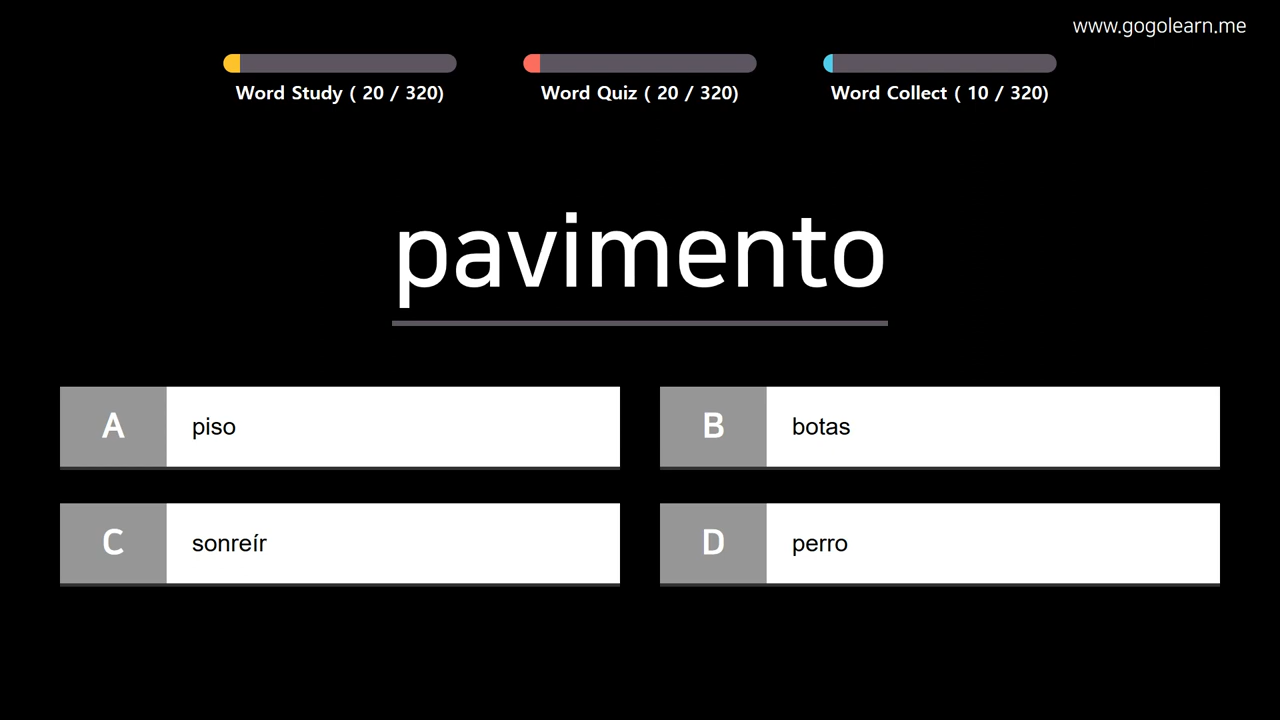 www.gogolearn.me
Word Study ( 20 / 320)
Word Quiz ( 20 / 320)
Word Collect ( 10 / 320)
pavimento
A piso
B botas
C sonreír
D perro